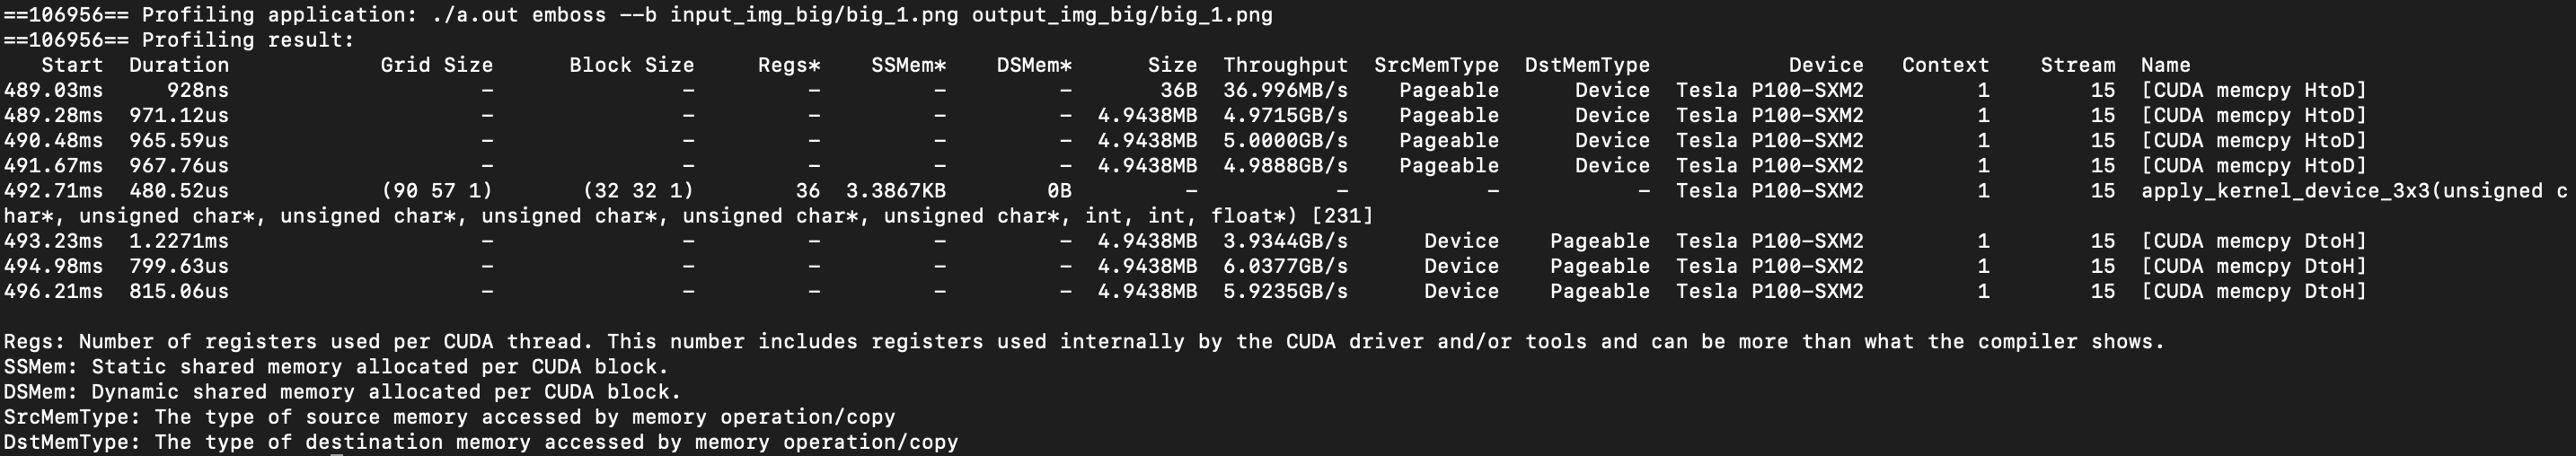 ==106956== Profiling application: ./a.out emboss --b input_img_big/big_1.png output_img_big/big_1.png
==106956== Profiling result:
   Start  Duration            Grid Size      Block Size     Regs*    SSMem*    DSMem*      Size  Throughput  SrcMemType  DstMemType           Device   Context    Stream  Name
489.03ms     928ns                    -               -         -         -         -       36B  36.996MB/s    Pageable      Device  Tesla P100-SXM2         1        15  [CUDA memcpy HtoD]
489.28ms  971.12us                    -               -         -         -         -  4.9438MB  4.9715GB/s    Pageable      Device  Tesla P100-SXM2         1        15  [CUDA memcpy HtoD]
490.48ms  965.59us                    -               -         -         -         -  4.9438MB  5.0000GB/s    Pageable      Device  Tesla P100-SXM2         1        15  [CUDA memcpy HtoD]
491.67ms  967.76us                    -               -         -         -         -  4.9438MB  4.9888GB/s    Pageable      Device  Tesla P100-SXM2         1        15  [CUDA memcpy HtoD]
492.71ms  480.52us            (90 57 1)       (32 32 1)        36  3.3867KB        0B         -           -           -           -  Tesla P100-SXM2         1        15  apply_kernel_device_3x3(unsigned c
har*, unsigned char*, unsigned char*, unsigned char*, unsigned char*, unsigned char*, int, int, float*) [231]
493.23ms  1.2271ms                    -               -         -         -         -  4.9438MB  3.9344GB/s      Device    Pageable  Tesla P100-SXM2         1        15  [CUDA memcpy DtoH]
494.98ms  799.63us                    -               -         -         -         -  4.9438MB  6.0377GB/s      Device    Pageable  Tesla P100-SXM2         1        15  [CUDA memcpy DtoH]
496.21ms  815.06us                    -               -         -         -         -  4.9438MB  5.9235GB/s      Device    Pageable  Tesla P100-SXM2         1        15  [CUDA memcpy DtoH]

Regs: Number of registers used per CUDA thread. This number includes registers used internally by the CUDA driver and/or tools and can be more than what the compiler shows.
SSMem: Static shared memory allocated per CUDA block.
DSMem: Dynamic shared memory allocated per CUDA block.
SrcMemType: The type of source memory accessed by memory operation/copy
DstMemType: The type of destination memory accessed by memory operation/copy